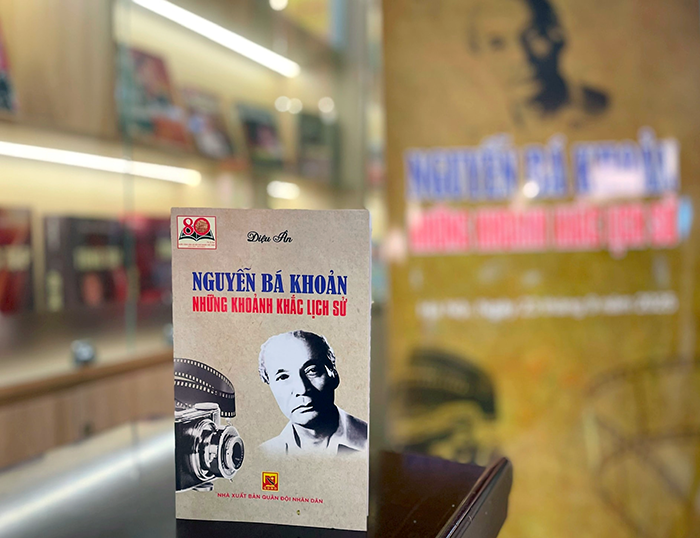 80
Diệu Ân
NGUYỄN BÁ KHOẢN
NHỮNG KHOẢNH KHẮC LỊCH SỬ
NHÀ XUẤT BẢN QUÂN ĐỘI NHÂN DÂN
NGUYỄN BÁ KHOẢN
NHỮNG KHOẢNH KHẮC LỊCH SỬ